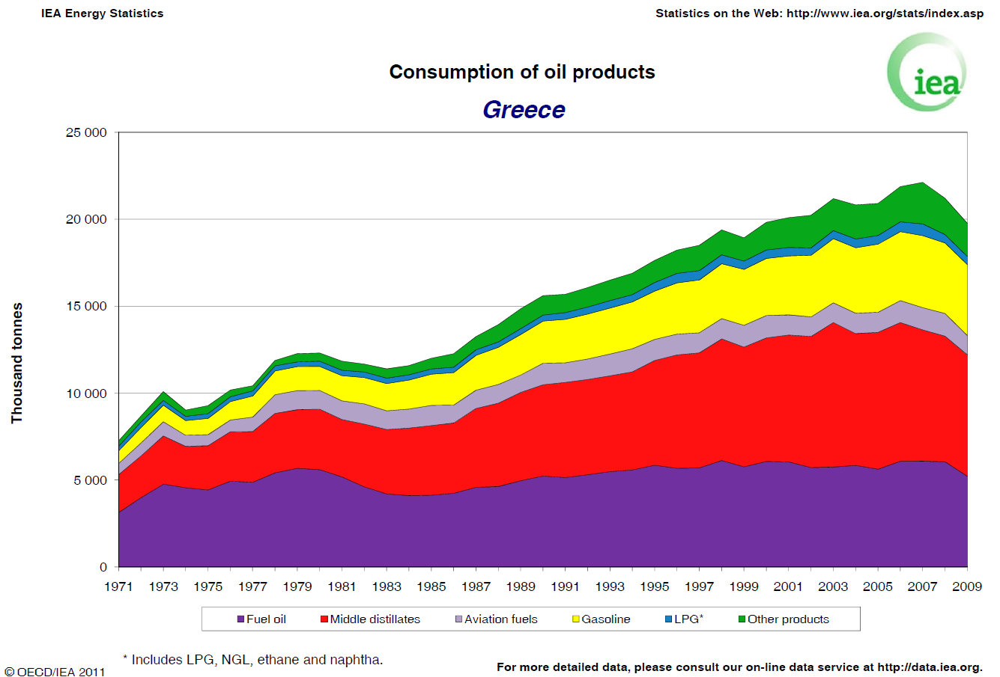 IEA Energy Statistics
Statistics on the Web: http://www.iea.org/stats/index.asp
iea
Consumption of oil products
Greece
Thousand tonnes
25 000
20 000
15 000
10 000
5 000
0
1971 1973 1975 1977 1979 1981 1983 1985 1987 1989 1991 1993 1995 1997 1999 2001 2003 2005 2007 2009
Fuel oil Middle distillates Aviation fuels Gasoline LPG* Other products
* Includes LPG, NGL, ethane and naphtha.
© OECD/IEA 2011
For more detailed data, please consult our on-line data service at http://data.iea.org.